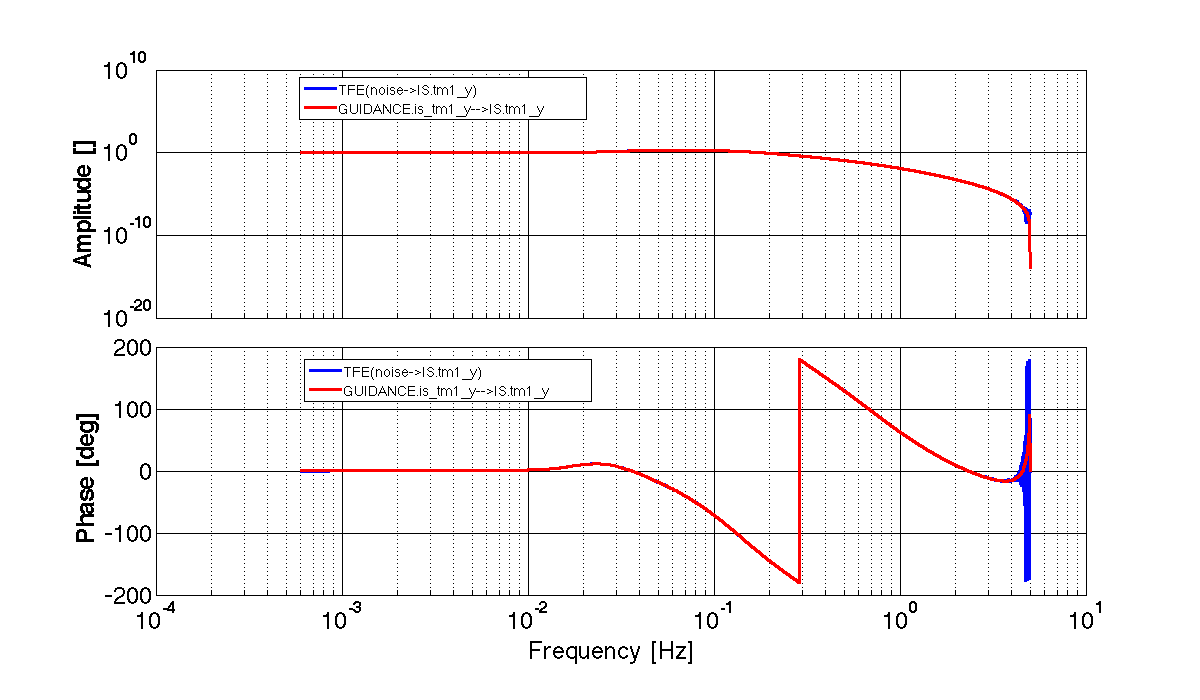 10^10
10^0
10^-10
10^-20
Amplitude []
TFE(noise->IS.tm1_y)
GUIDANCE.is_tm1_y-->IS.tm1_y
200
100
0
-100
-200
Phase [deg]
TFE(noise->IS.tm1_y)
GUIDANCE.is_tm1_y-->IS.tm1_y
10^-4 10^-3 10^-2 10^-1 10^0 10^1
Frequency [Hz]